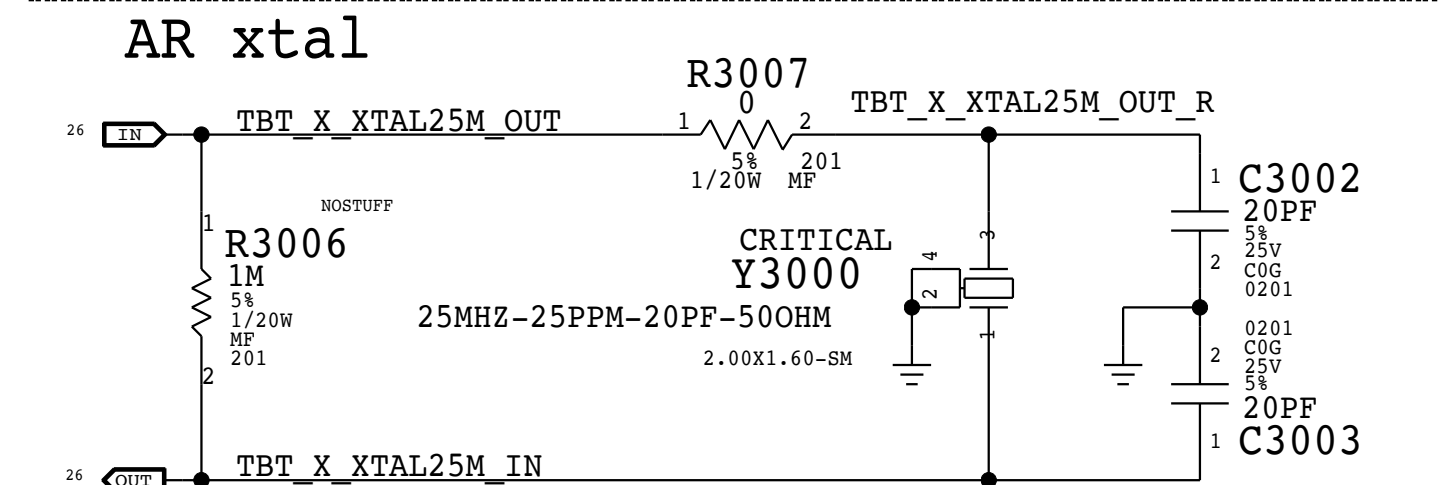 AR xtal
R3007
0
TBT_X_XTAL25M_OUT_R
26 IN TBT_X_XTAL25M_OUT 1 2
5% 201
1/20W MF
1 C3002
20PF
5%
25V
2 C0G
0201
NOSTUFF
1
R3006
1M
5%
1/20W
MF
201
2
CRITICAL
Y3000
25MHZ-25PPM-20PF-50OHM
2.00X1.60-SM
4
2
3
1
0201
2 C0G
25V
5%
20PF
1 C3003
26 OUT TBT_X_XTAL25M_IN